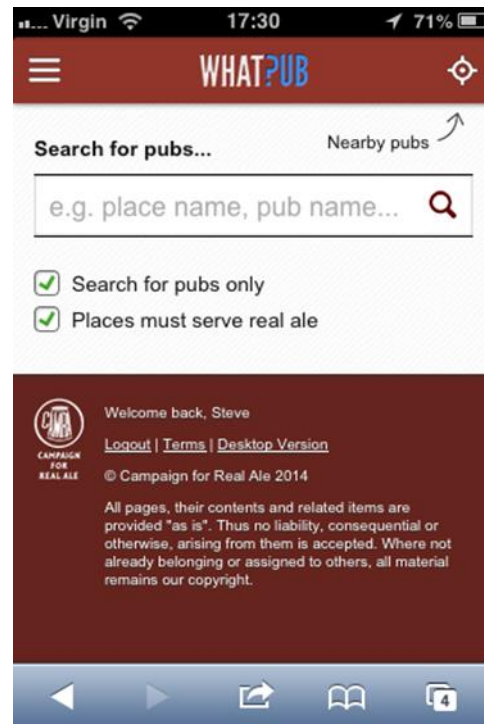 Virgin 17:30 71%
WHAT?UB
Nearby pubs
Search for pubs...
e.g. place name, pub name...
Search for pubs only
Places must serve real ale
CAMRA
CAMPAIGN
FOR
REAL ALE
Welcome back, Steve
Logout | Terms | Desktop Version
© Campaign for Real Ale 2014
All pages, their contents and related items are
provided "as is". Thus no liability, consequential or
otherwise, arising from them is accepted. Where not
already belonging or assigned to others, all material
remains our copyright.
4